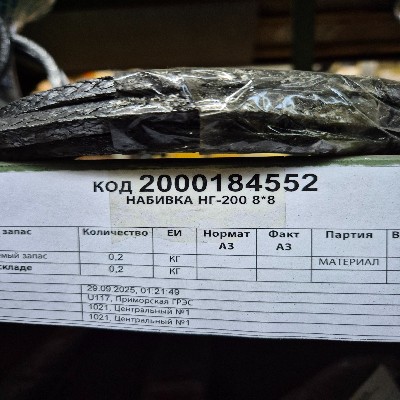 КОД 2000184552
НАБИВКА НГ-200 8*8
запас Количество ЕИ Нормат АЗ Факт АЗ Партия
запас 0,2 КГ МАТЕРИАЛ
складе 0,2 КГ
29.09.2025, 01:21:49
U117, Приморская ГРЭС
1021, Центральный №1
1021, Центральный №1